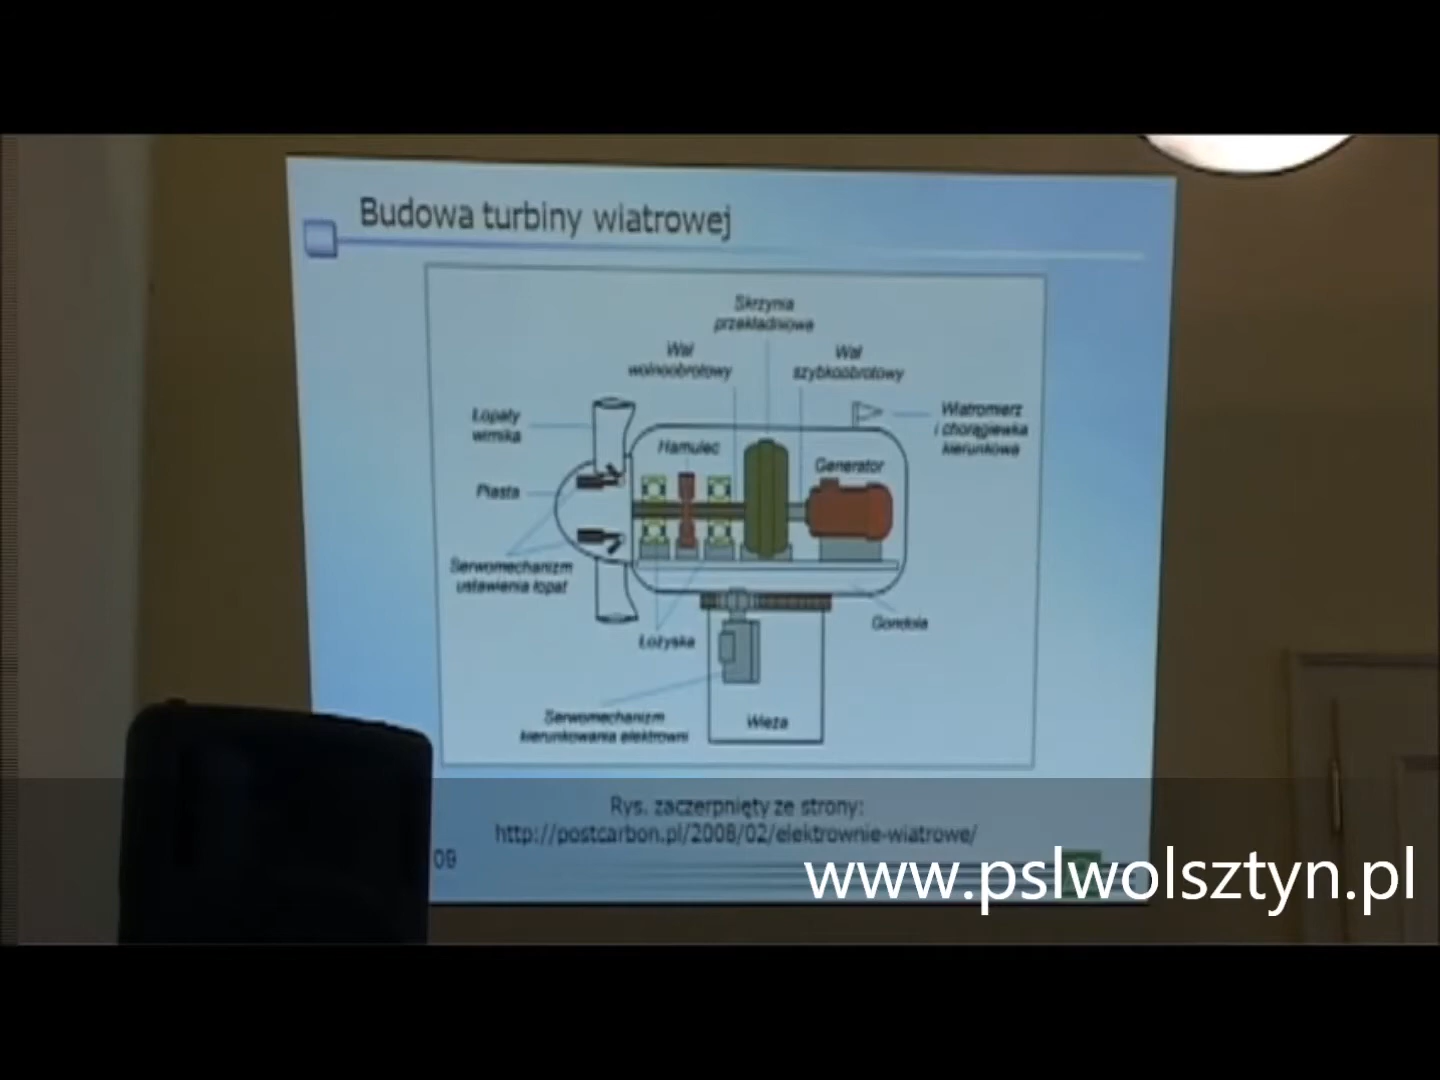 Budowa turbiny wiatrowej
Skrzynia
przekładniowa
Wał
wolnoobrotowy
Wał
szybkoobrotowy
Łopaty
wirnika
Wiatromierz
i chorągiewka
kierunkowa
Hamulec
Generator
Piasta
Serwomechanizm
ustawienia łopat
Gondola
Łożyska
Serwomechanizm
kierunkowania elektrowni
Wieża
Rys. zaczerpnięty ze strony:
http://postcarbon.pl/2008/02/elektrownie-wiatrowe/
09
www.pslwolsztyn.pl